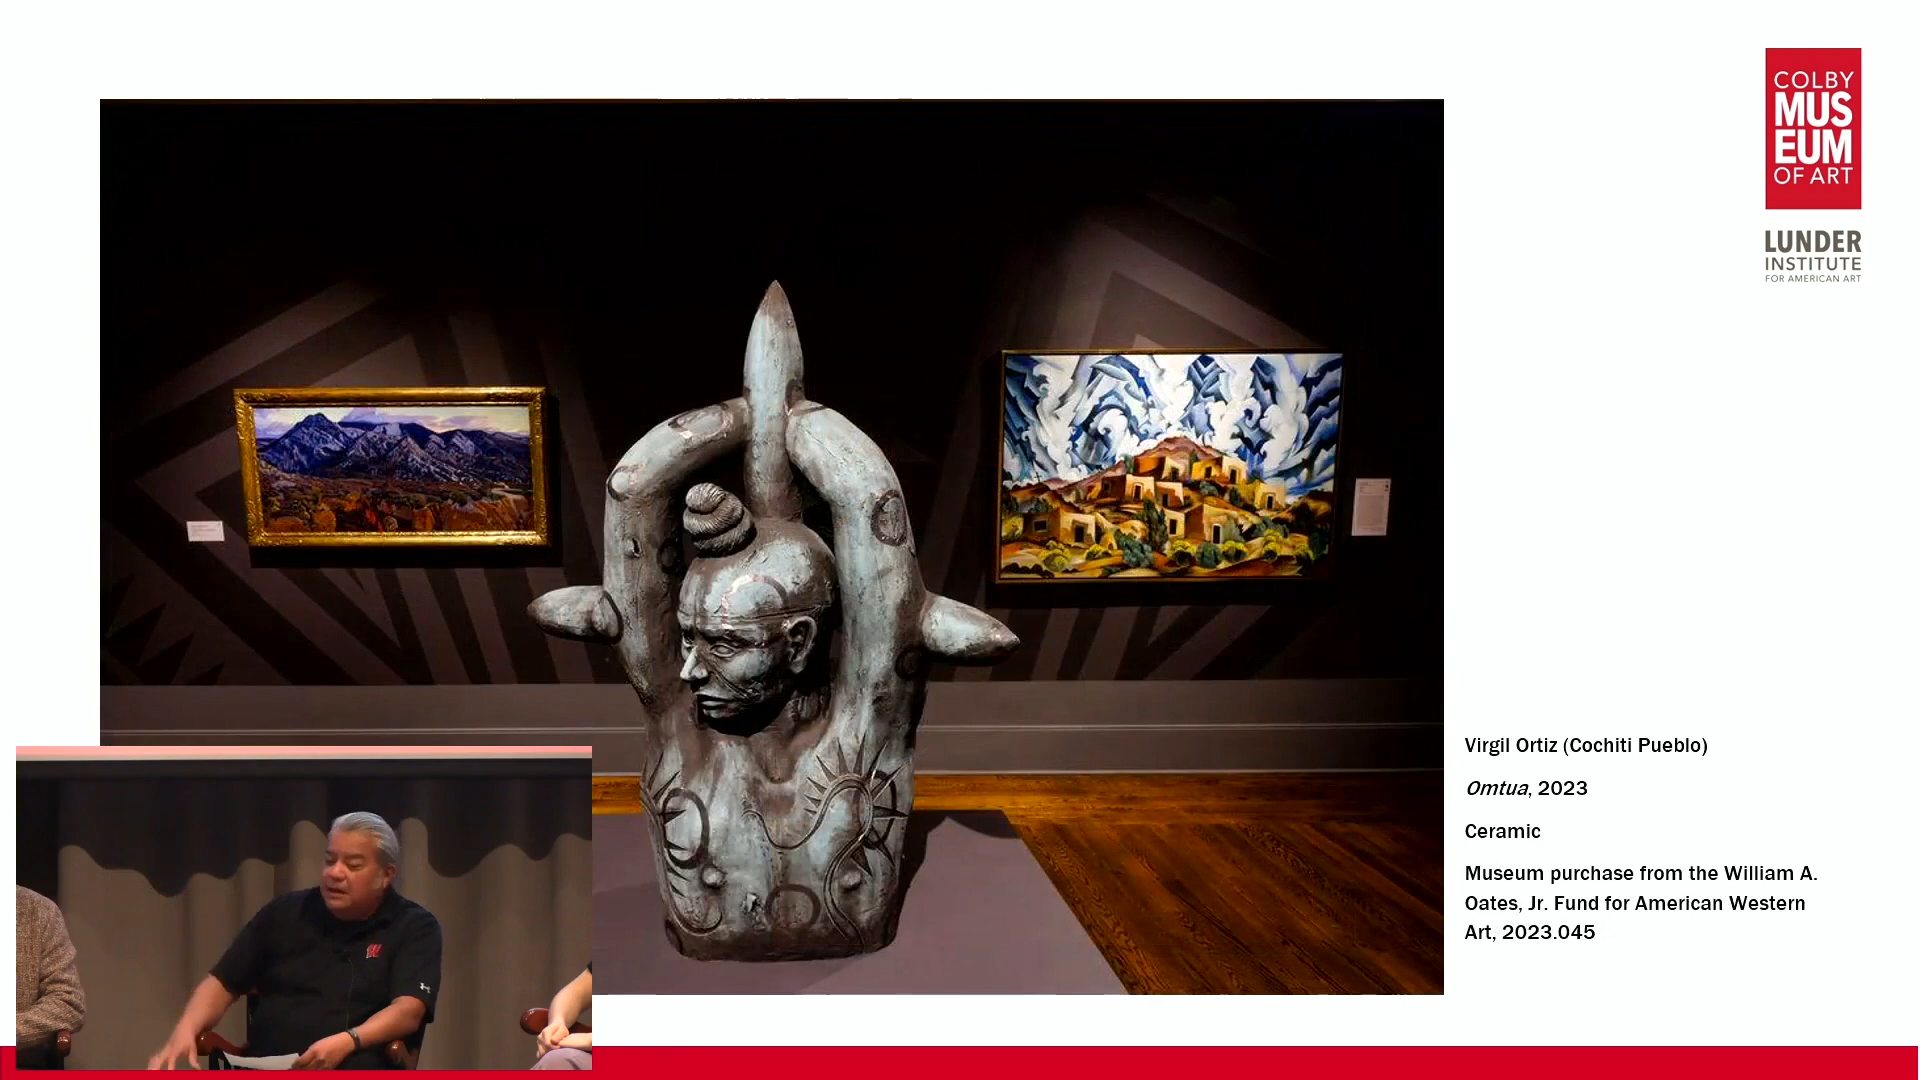 COLBY
MUS
EUM
OF ART
LUNDER
INSTITUTE
FOR AMERICAN ART
Virgil Ortiz (Cochiti Pueblo)
Omtua, 2023
Ceramic
Museum purchase from the William A.
Oates, Jr. Fund for American Western
Art, 2023.045
W